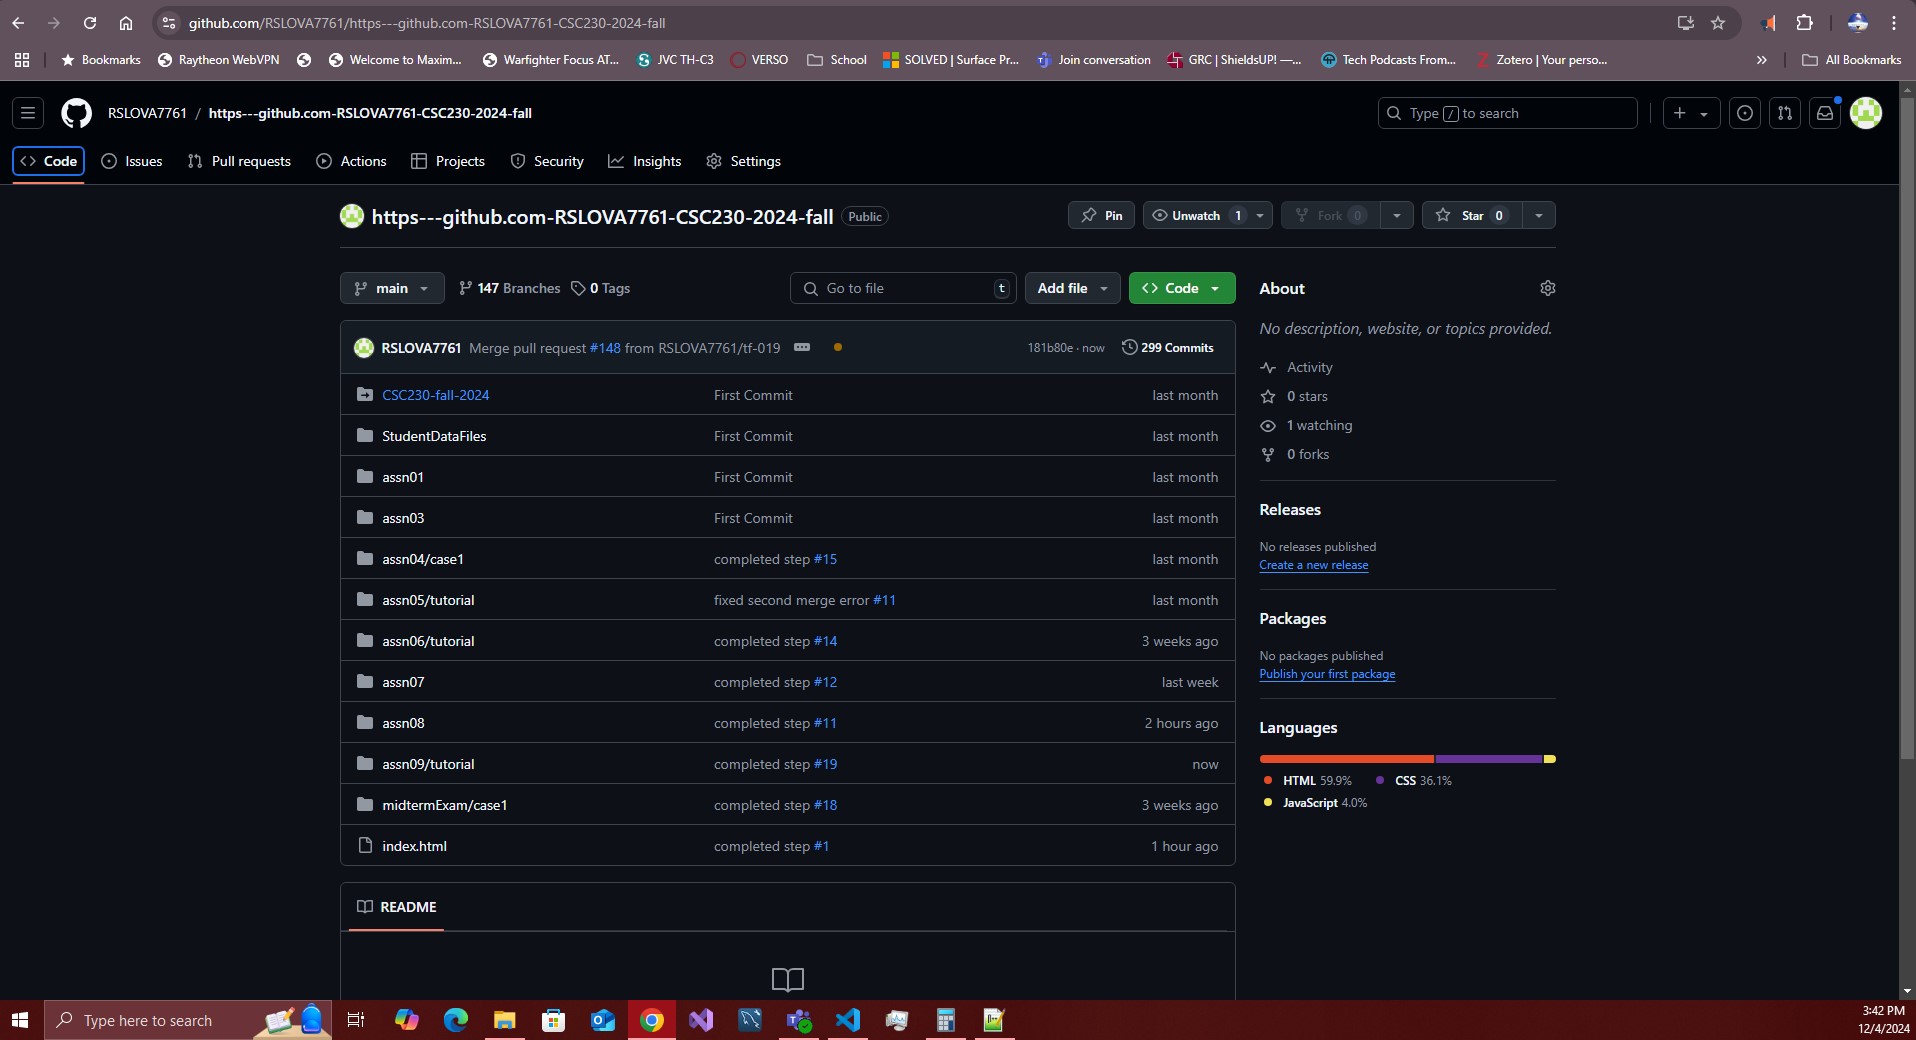 github.com/RSLOVA7761/https---github.com-RSLOVA7761-CSC230-2024-fall
Bookmarks Raytheon WebVPN Welcome to Maxim... Warfighter Focus AT... JVC TH-C3 VERSO School SOLVED | Surface Pr... Join conversation GRC | ShieldsUP! —... Tech Podcasts From... Zotero | Your perso... » All Bookmarks
RSLOVA7761 / https---github.com-RSLOVA7761-CSC230-2024-fall Type / to search
Code Issues Pull requests Actions Projects Security Insights Settings
https---github.com-RSLOVA7761-CSC230-2024-fall Public Pin Unwatch 1 Fork 0 Star 0
main 147 Branches 0 Tags Go to file t Add file Code
RSLOVA7761 Merge pull request #148 from RSLOVA7761/tf-019 181b80e · now 299 Commits
CSC230-fall-2024 First Commit last month
StudentDataFiles First Commit last month
assn01 First Commit last month
assn03 First Commit last month
assn04/case1 completed step #15 last month
assn05/tutorial fixed second merge error #11 last month
assn06/tutorial completed step #14 3 weeks ago
assn07 completed step #12 last week
assn08 completed step #11 2 hours ago
assn09/tutorial completed step #19 now
midtermExam/case1 completed step #18 3 weeks ago
index.html completed step #1 1 hour ago
README
About
No description, website, or topics provided.
Activity
0 stars
1 watching
0 forks
Releases
No releases published
Create a new release
Packages
No packages published
Publish your first package
Languages
HTML 59.9% CSS 36.1%
JavaScript 4.0%
Type here to search
3:42 PM
12/4/2024